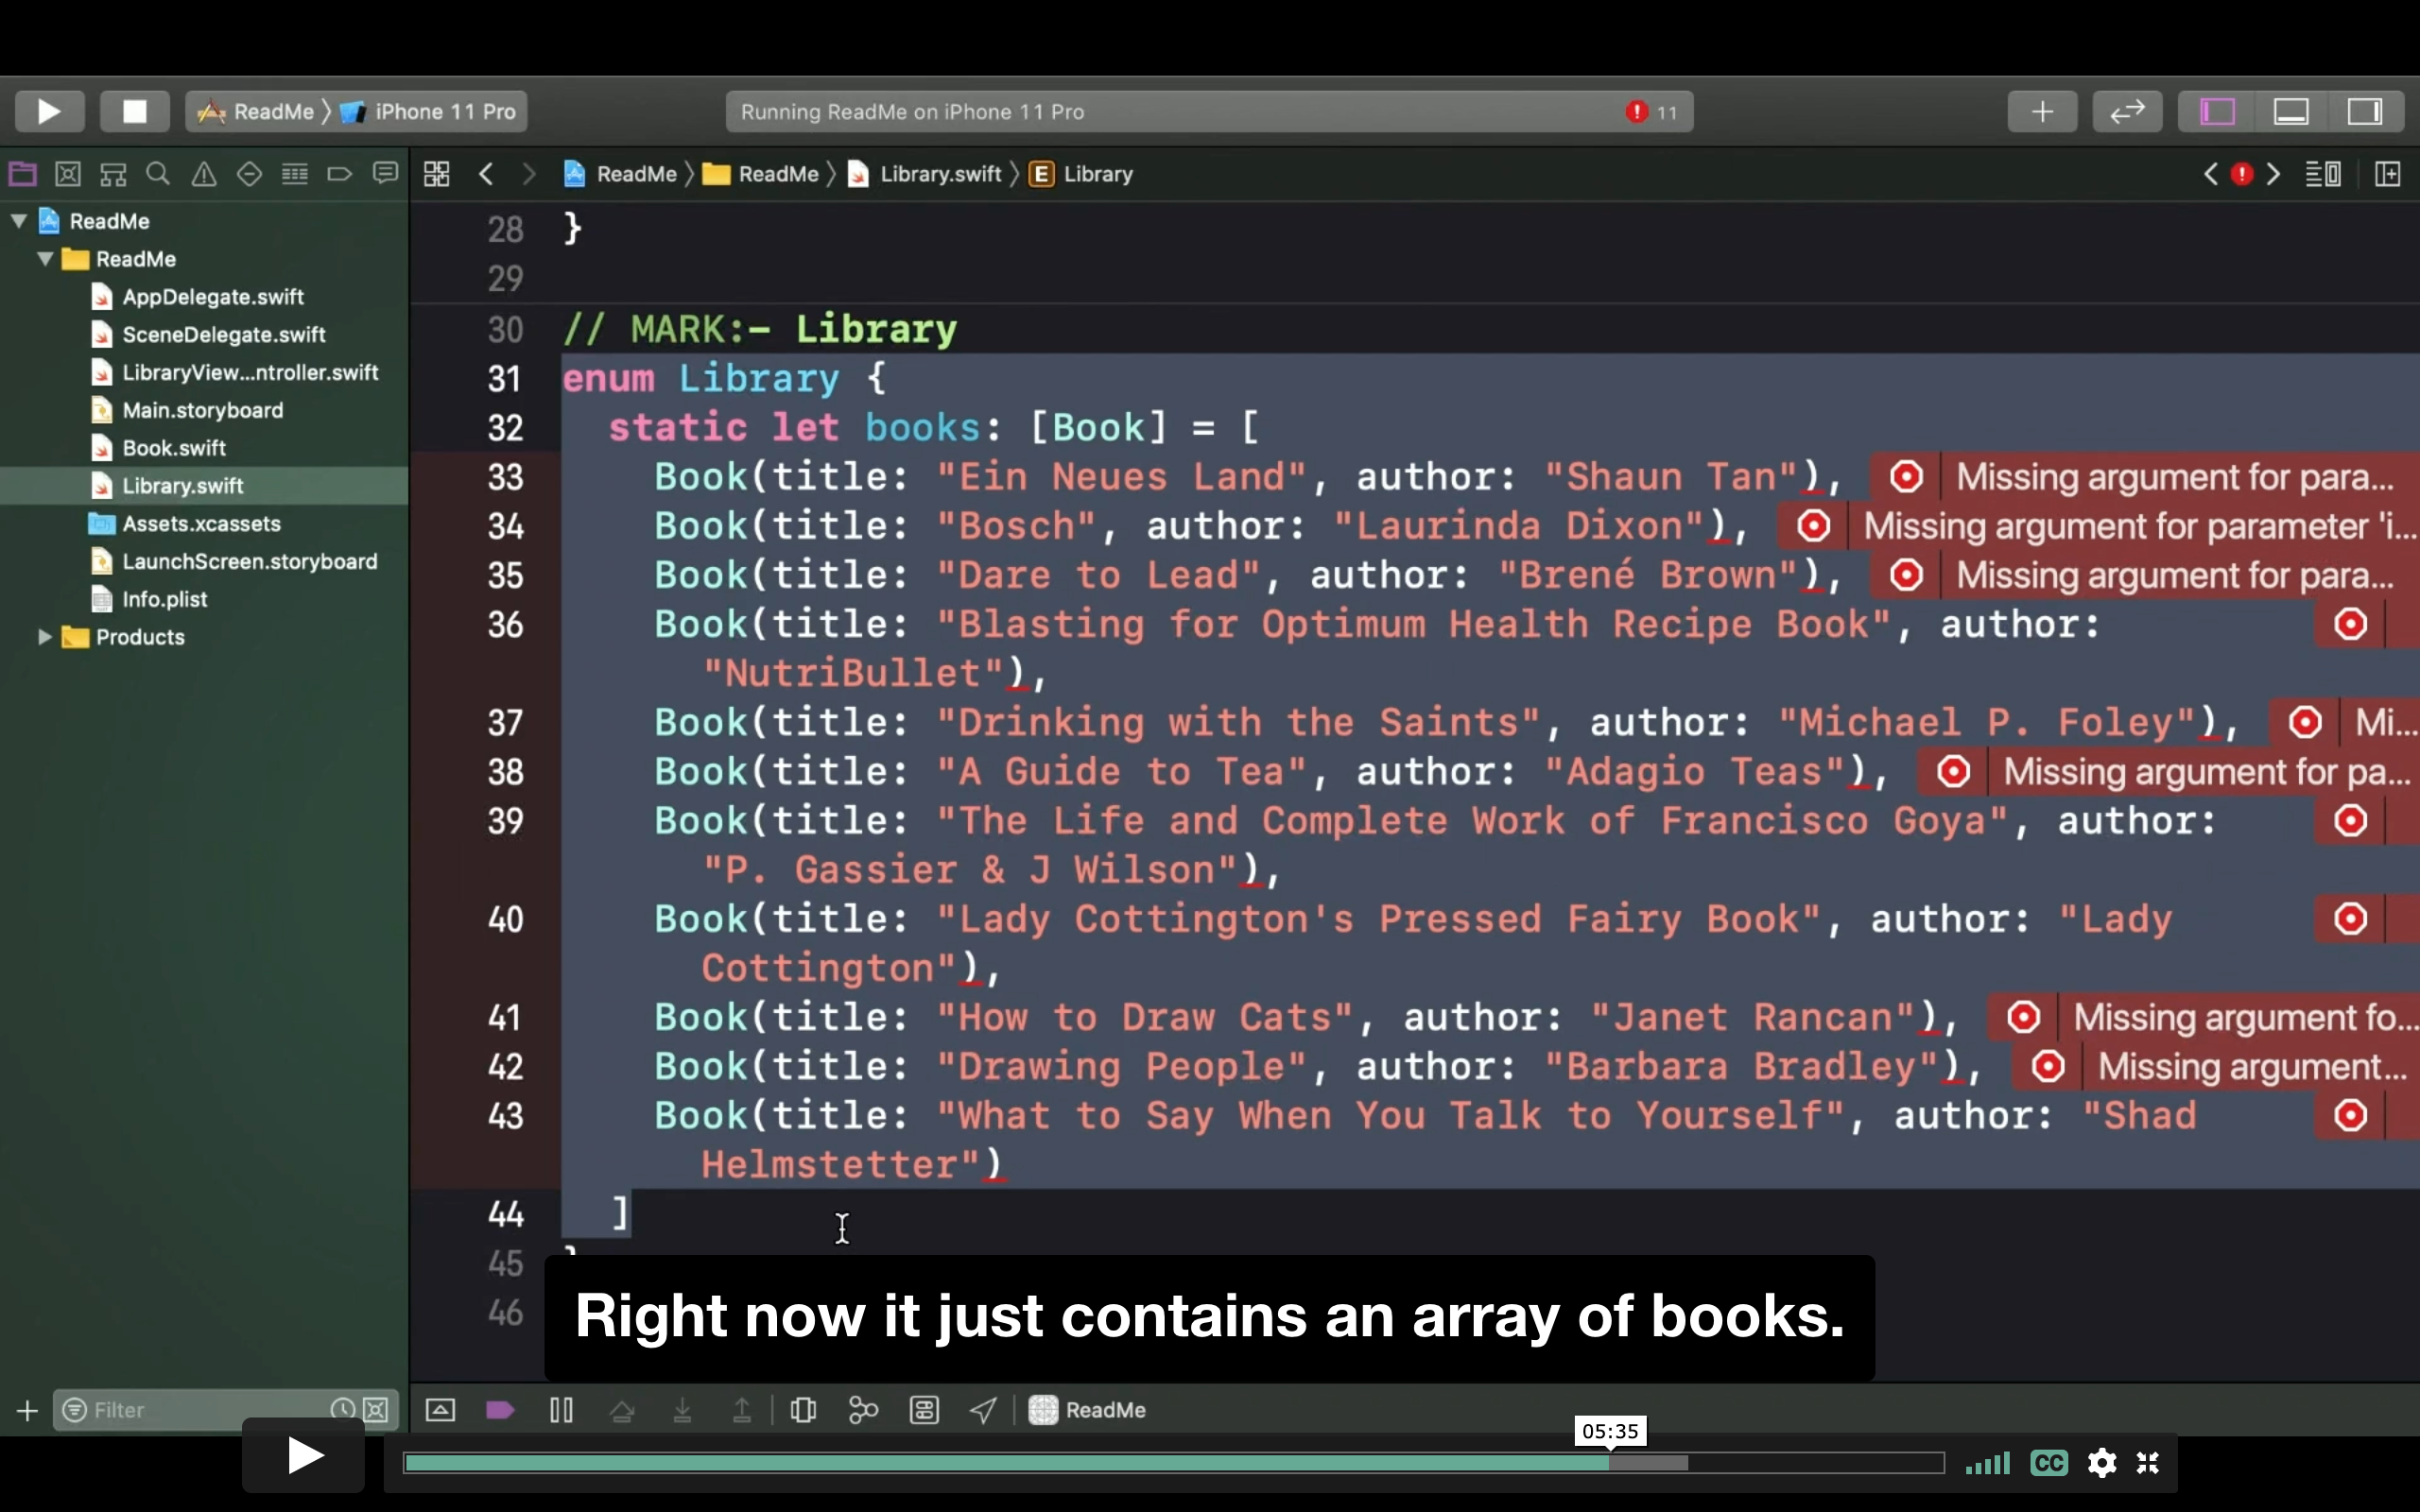 ReadMe 〉 iPhone 11 Pro
Running ReadMe on iPhone 11 Pro
11
ReadMe 〉 ReadMe 〉 Library.swift 〉 E Library
ReadMe
ReadMe
AppDelegate.swift
SceneDelegate.swift
LibraryView...ntroller.swift
Main.storyboard
Book.swift
Library.swift
Assets.xcassets
LaunchScreen.storyboard
Info.plist
Products
28 }
29
30 // MARK:- Library
31 enum Library {
32 static let books: [Book] = [
33 Book(title: "Ein Neues Land", author: "Shaun Tan"), Missing argument for para...
34 Book(title: "Bosch", author: "Laurinda Dixon"), Missing argument for parameter 'i...
35 Book(title: "Dare to Lead", author: "Brené Brown"), Missing argument for para...
36 Book(title: "Blasting for Optimum Health Recipe Book", author:
"NutriBullet"),
37 Book(title: "Drinking with the Saints", author: "Michael P. Foley"), Mi...
38 Book(title: "A Guide to Tea", author: "Adagio Teas"), Missing argument for pa...
39 Book(title: "The Life and Complete Work of Francisco Goya", author:
"P. Gassier & J Wilson"),
40 Book(title: "Lady Cottington's Pressed Fairy Book", author: "Lady
Cottington"),
41 Book(title: "How to Draw Cats", author: "Janet Rancan"), Missing argument fo...
42 Book(title: "Drawing People", author: "Barbara Bradley"), Missing argument...
43 Book(title: "What to Say When You Talk to Yourself", author: "Shad
Helmstetter")
44 ]
45 }
46
Right now it just contains an array of books.
Filter
ReadMe
05:35
CC